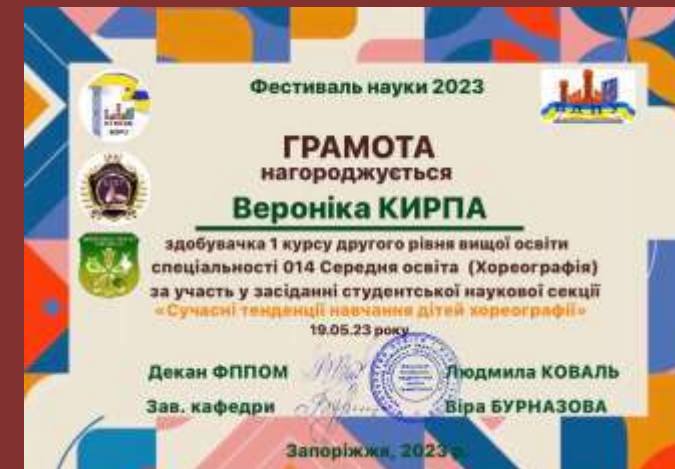 Фестиваль науки 2023
БДПУ
ГРАМОТА
нагороджується
Вероніка КИРПА
здобувачка 1 курсу другого рівня вищої освіти
спеціальності 014 Середня освіта (Хореографія)
за участь у засіданні студентської наукової секції
«Сучасні тенденції навчання дітей хореографії»
19.05.23 року
Декан ФППОМ Людмила КОВАЛЬ
Зав. кафедри Віра БУРНАЗОВА
Запоріжжя, 2023 р.